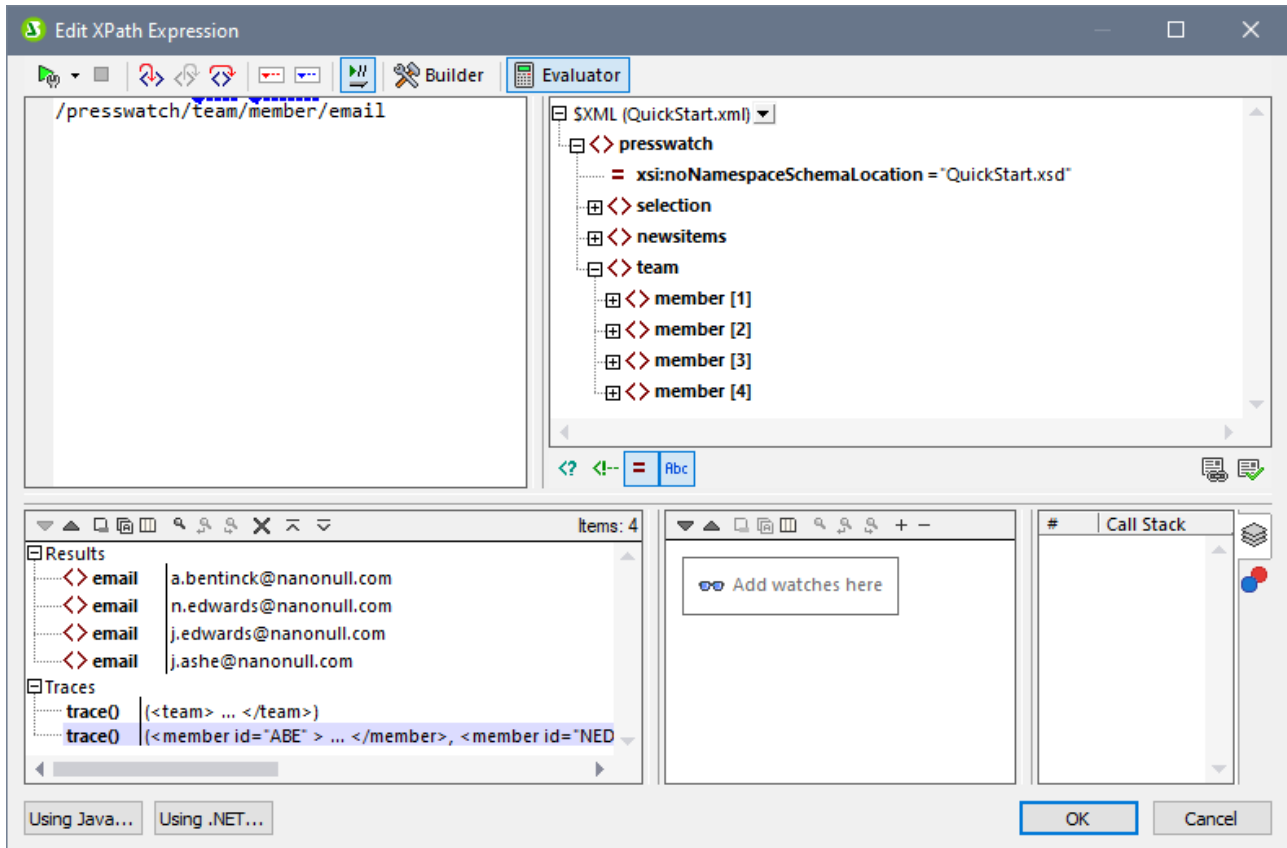 Edit XPath Expression
Builder Evaluator
/presswatch/team/member/email
$XML (QuickStart.xml)
<> presswatch
= xsi:noNamespaceSchemaLocation ="QuickStart.xsd"
<> selection
<> newsitems
<> team
<> member [1]
<> member [2]
<> member [3]
<> member [4]
<? <!-- = Abc
Items: 4
Results
<> email a.bentinck@nanonull.com
<> email n.edwards@nanonull.com
<> email j.edwards@nanonull.com
<> email j.ashe@nanonull.com
Traces
trace() (<team> ... </team>)
trace() (<member id="ABE" > ... </member>, <member id="NED
Add watches here
# Call Stack
Using Java... Using .NET... OK Cancel